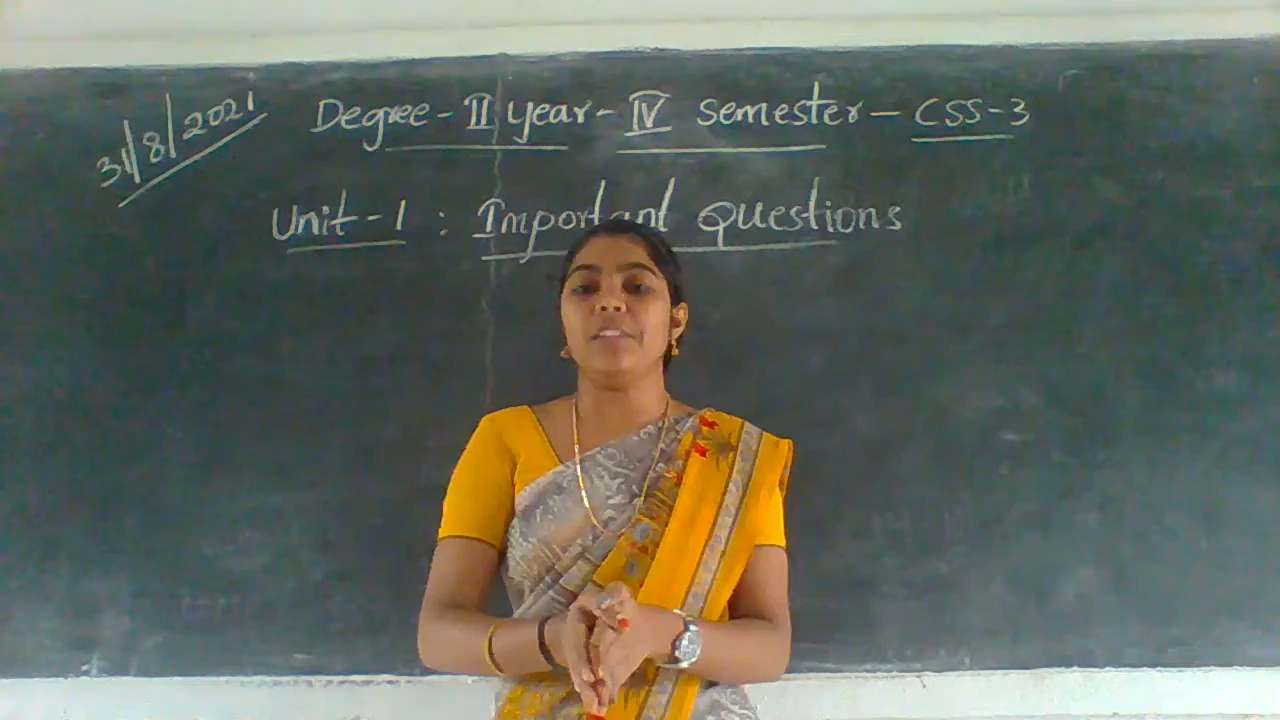 31/8/2021
Degree - II year - IV semester - CSS-3
Unit - 1 : Important Questions